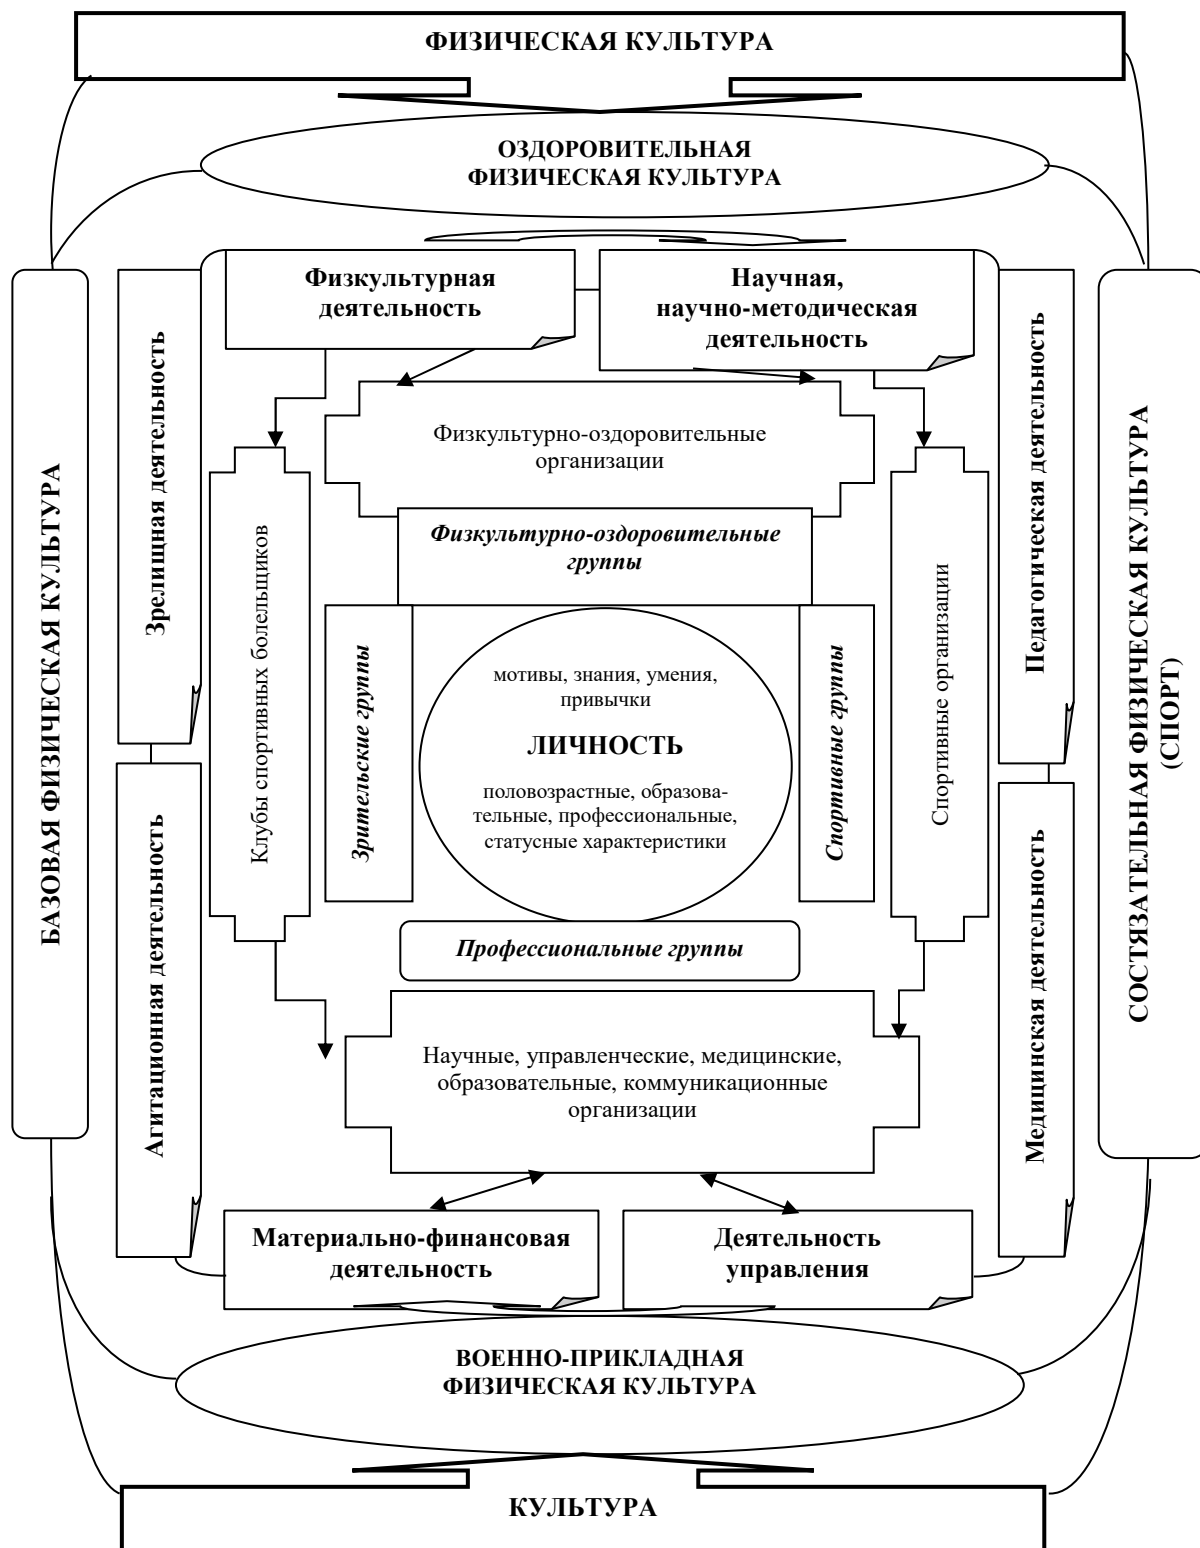 ФИЗИЧЕСКАЯ КУЛЬТУРА
ОЗДОРОВИТЕЛЬНАЯ
ФИЗИЧЕСКАЯ КУЛЬТУРА
Физкультурная
деятельность
Научная,
научно-методическая
деятельность
БАЗОВАЯ ФИЗИЧЕСКАЯ КУЛЬТУРА
Зрелищная деятельность
Агитационная деятельность
Клубы спортивных болельщиков
Физкультурно-оздоровительные
организации
Физкультурно-оздоровительные
группы
Зрительские группы
мотивы, знания, умения,
привычки
ЛИЧНОСТЬ
половозрастные, образова-
тельные, профессиональные,
статусные характеристики
Спортивные группы
Спортивные организации
Педагогическая деятельность
Медицинская деятельность
СОСТЯЗАТЕЛЬНАЯ ФИЗИЧЕСКАЯ КУЛЬТУРА
(СПОРТ)
Профессиональные группы
Научные, управленческие, медицинские,
образовательные, коммуникационные
организации
Материально-финансовая
деятельность
Деятельность
управления
ВОЕННО-ПРИКЛАДНАЯ
ФИЗИЧЕСКАЯ КУЛЬТУРА
КУЛЬТУРА